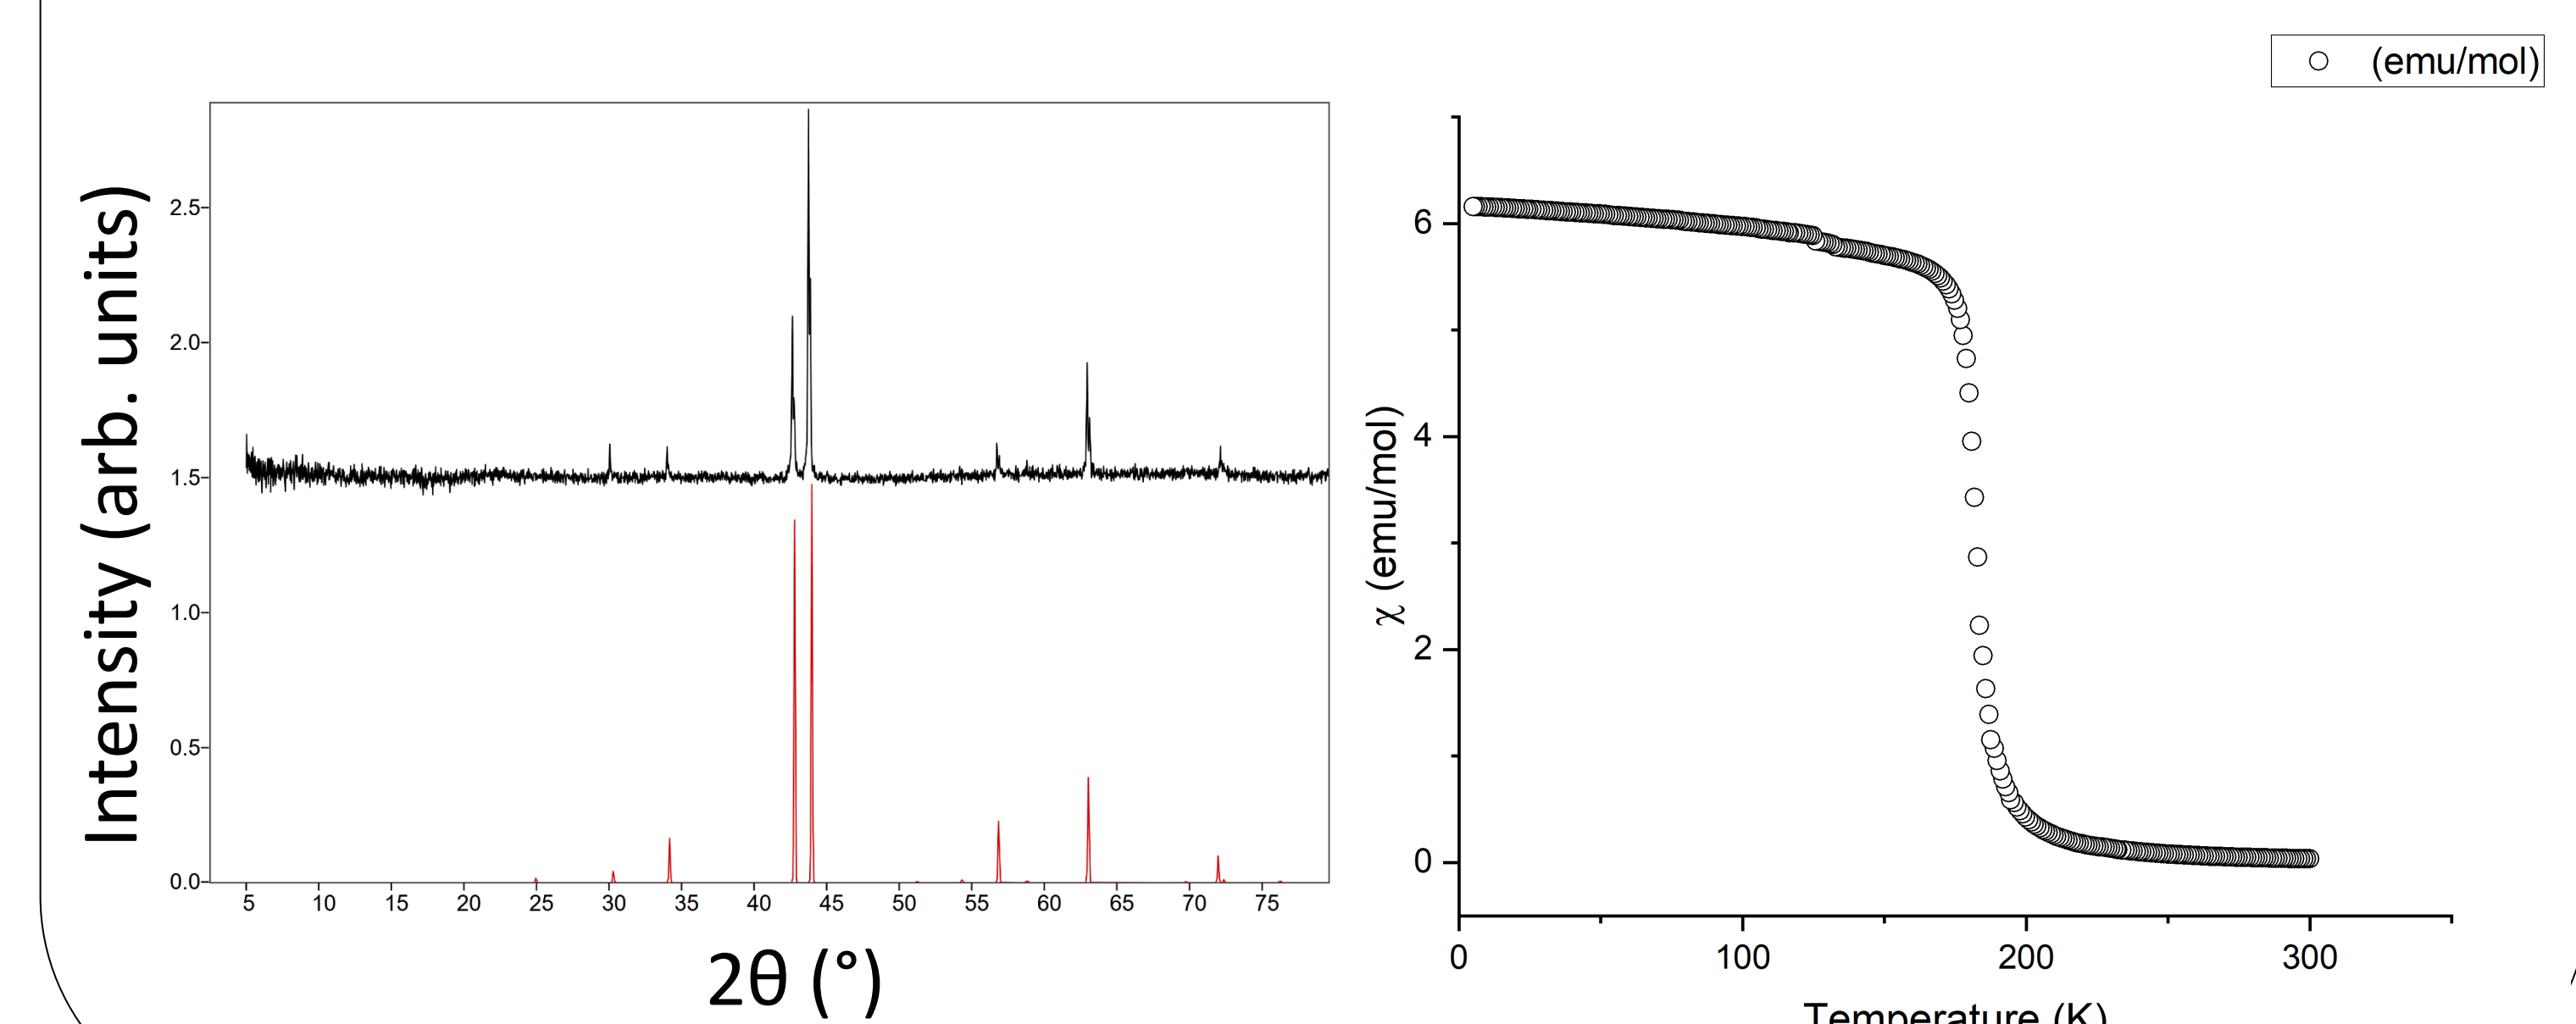 (emu/mol)
Intensity (arb. units)
2.5
2.0
1.5
1.0
0.5
0.0
5 10 15 20 25 30 35 40 45 50 55 60 65 70 75
2θ (°)
χ (emu/mol)
6
4
2
0
0 100 200 300
Temperature (K)